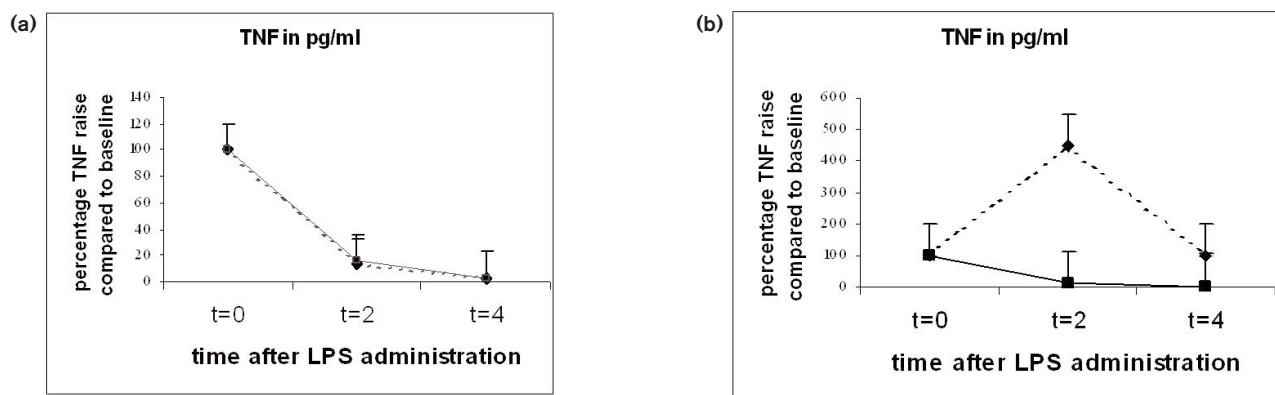 (a)
TNF in pg/ml
percentage TNF raise
compared to baseline
140
120
100
80
60
40
20
0
t=0 t=2 t=4
time after LPS administration
(b)
TNF in pg/ml
percentage TNF raise
compared to baseline
600
500
400
300
200
100
0
t=0 t=2 t=4
time after LPS administration